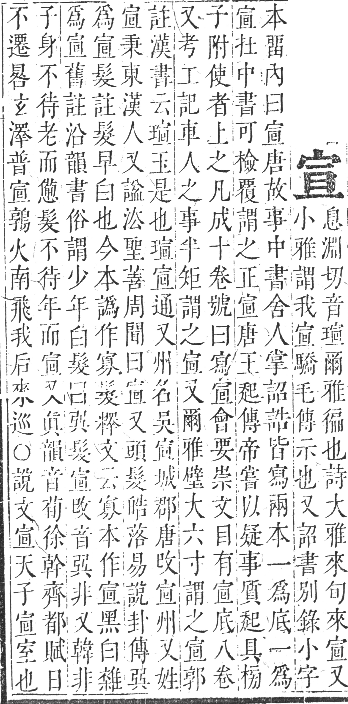 宣 息淵切音瑄爾雅徧也詩大雅來旬來宣又
小雅謂我宣驕毛傳示也又詔書別錄小字
本畱內曰宣唐故事中書舍人掌詔誥皆寫兩本一爲底一爲
宣在中書可檢覆謂之正宣唐王起傳帝嘗以疑事質起具牓
子附使者上之凡成十卷號曰寫宣會要崇文目有宣底八卷
又考工記車人之事半矩謂之宣又爾雅璧大六寸謂之宣郭
註漢書云瑄玉是也瑄宣通又州名吳宣城郡唐改宣州又姓
宣秉東漢人又諡法聖善周聞曰宣又頭髮皓落易說卦傳巽
爲宣髮註髮早白也今本譌作寡髮釋文云寡本作宣黑白雜
爲宣舊註沿韻書俗謂少年白髮曰巽髮宣改音巽非又韓非
子身不待老而憊髮不待年而宣又眞韻音荀徐幹齊都賦日
不遷晷玄澤普宣鶉火南飛我后來巡○說文宣天子宣室也